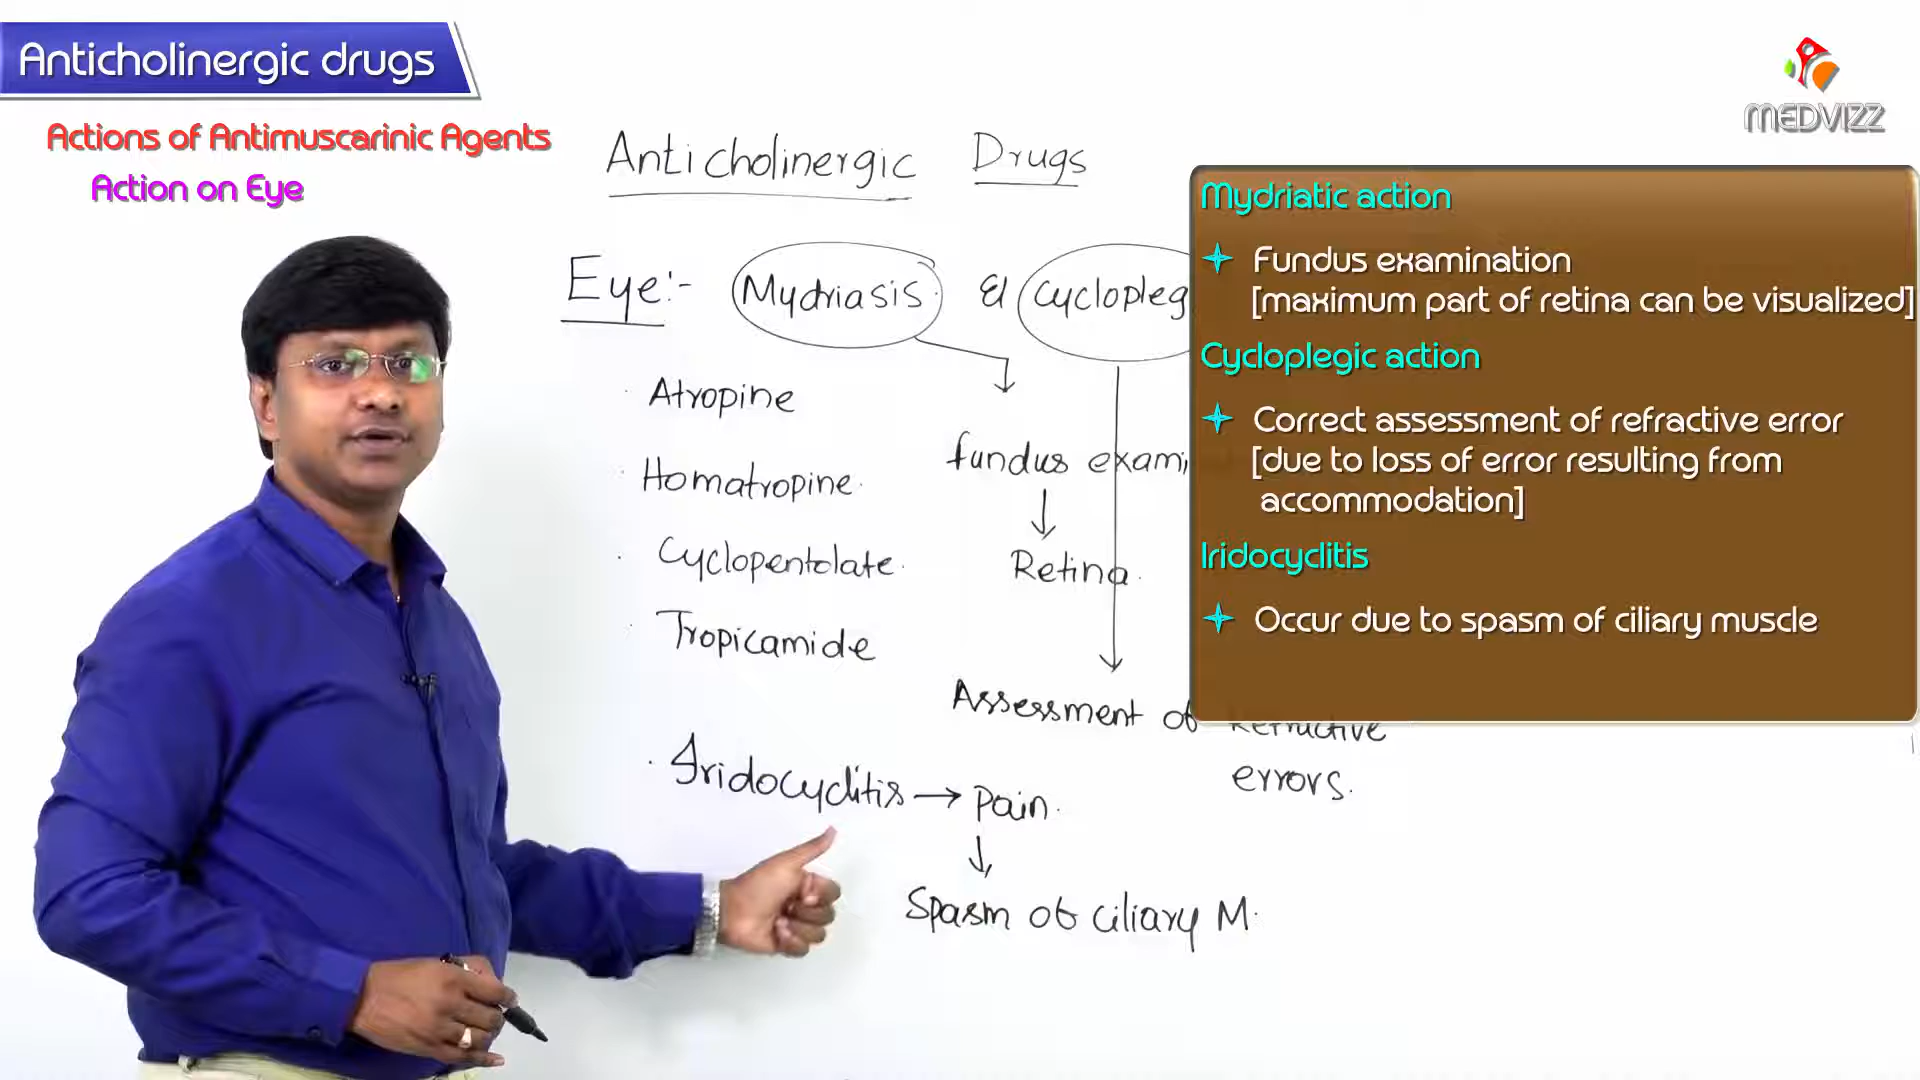 Anticholinergic drugs
Actions of Antimuscarinic Agents
Action on Eye
MEDVIZZ
Anticholinergic Drugs
Eye:- Mydriasis & Cyclopleg
Atropine
Homatropine
Cyclopentolate
Tropicamide
fundus exami
Retina
Assessment of Refractive
errors.
Iridocyclitis → Pain
↓
Spasm of ciliary M.
Mydriatic action
Fundus examination
[maximum part of retina can be visualized]
Cycloplegic action
Correct assessment of refractive error
[due to loss of error resulting from
accommodation]
Iridocyclitis
Occur due to spasm of ciliary muscle